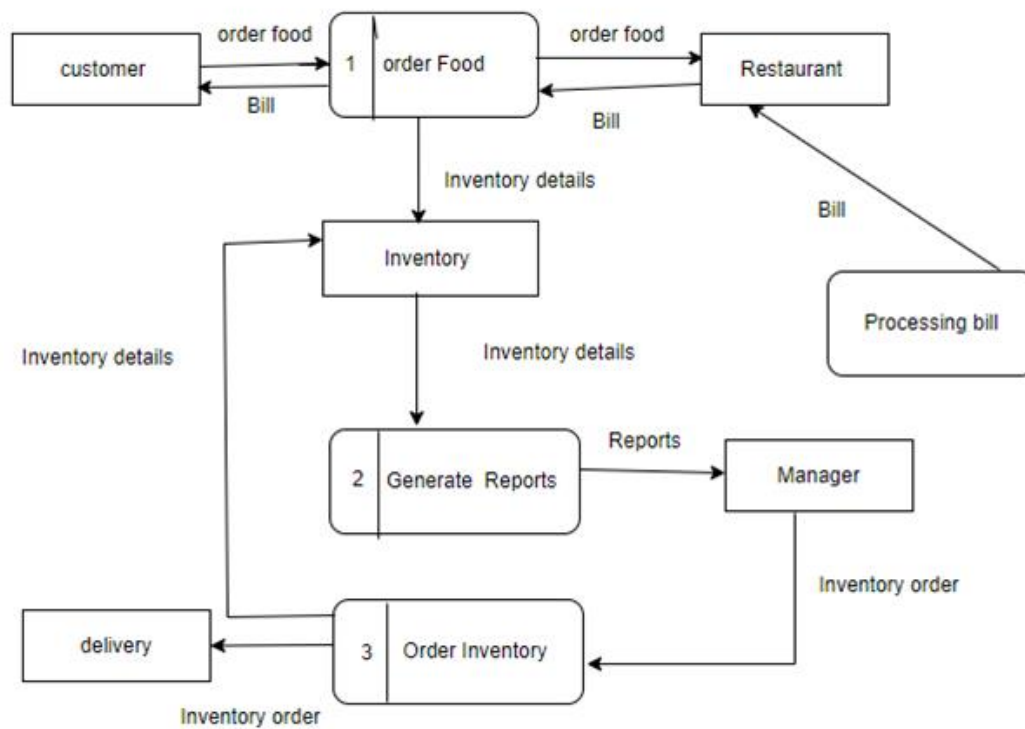 order food
order food
customer
1
order Food
Restaurant
Bill
Bill
Inventory details
Bill
Inventory
Processing bill
Inventory details
Inventory details
Reports
2
Generate Reports
Manager
Inventory order
delivery
3
Order Inventory
Inventory order